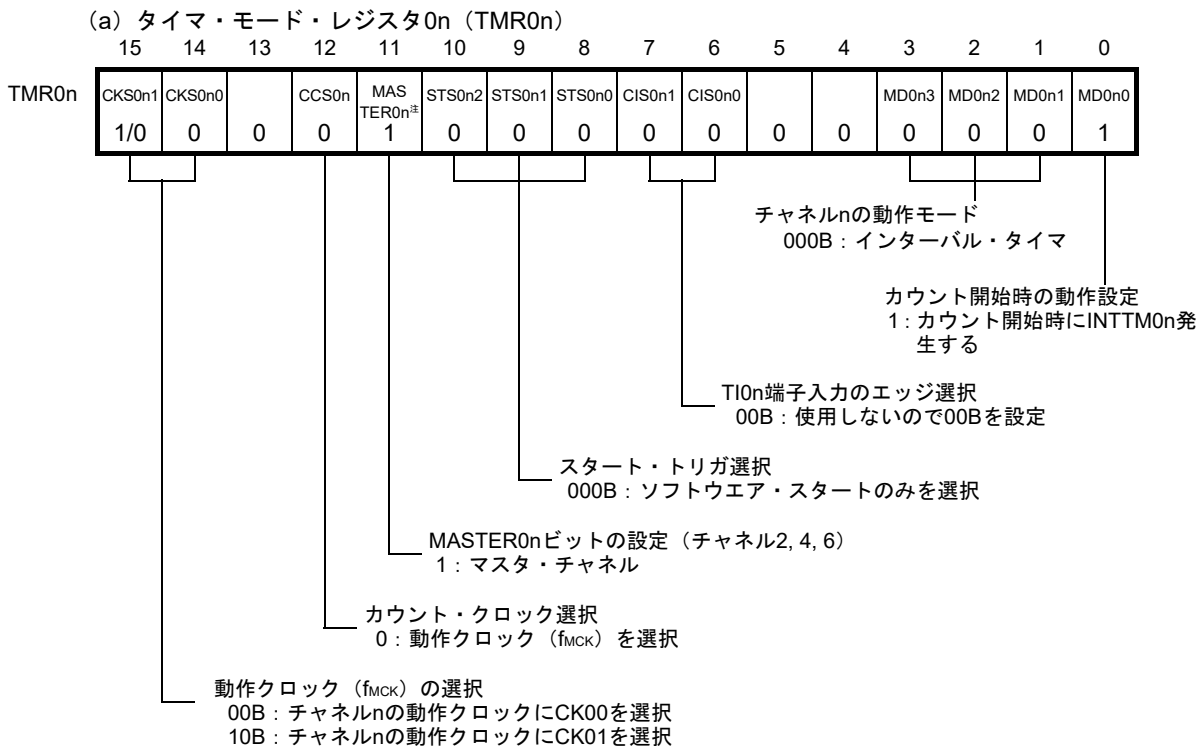 (a) タイマ・モード・レジスタ0n（TMR0n）
15 14 13 12 11 10 9 8 7 6 5 4 3 2 1 0
TMR0n CKS0n1 CKS0n0 CCS0n MAS TER0n注 STS0n2 STS0n1 STS0n0 CIS0n1 CIS0n0 MD0n3 MD0n2 MD0n1 MD0n0
1/0 0 0 0 1 0 0 0 0 0 0 0 0 0 0 1
チャネルnの動作モード
000B：インターバル・タイマ
カウント開始時の動作設定
1：カウント開始時にINTTM0n発
生する
TI0n端子入力のエッジ選択
00B：使用しないので00Bを設定
スタート・トリガ選択
000B：ソフトウエア・スタートのみを選択
MASTER0nビットの設定（チャネル2, 4, 6）
1：マスタ・チャネル
カウント・クロック選択
0：動作クロック（fMCK）を選択
動作クロック（fMCK）の選択
00B：チャネルnの動作クロックにCK00を選択
10B：チャネルnの動作クロックにCK01を選択